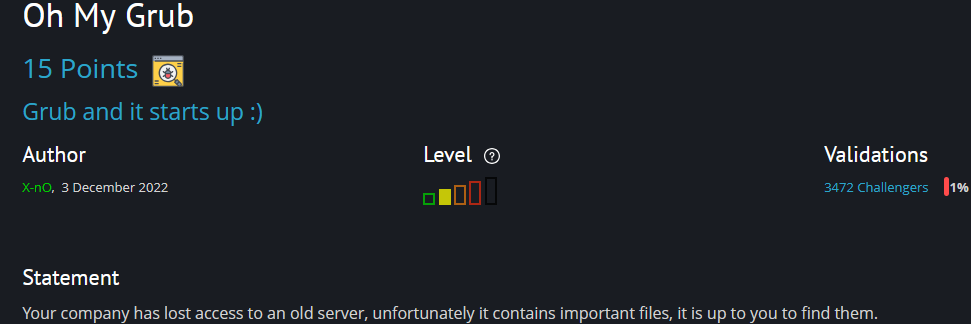 Oh My Grub
15 Points
Grub and it starts up :)
Author Level ? Validations
X-nO, 3 December 2022 3472 Challengers 1%
Statement
Your company has lost access to an old server, unfortunately it contains important files, it is up to you to find them.